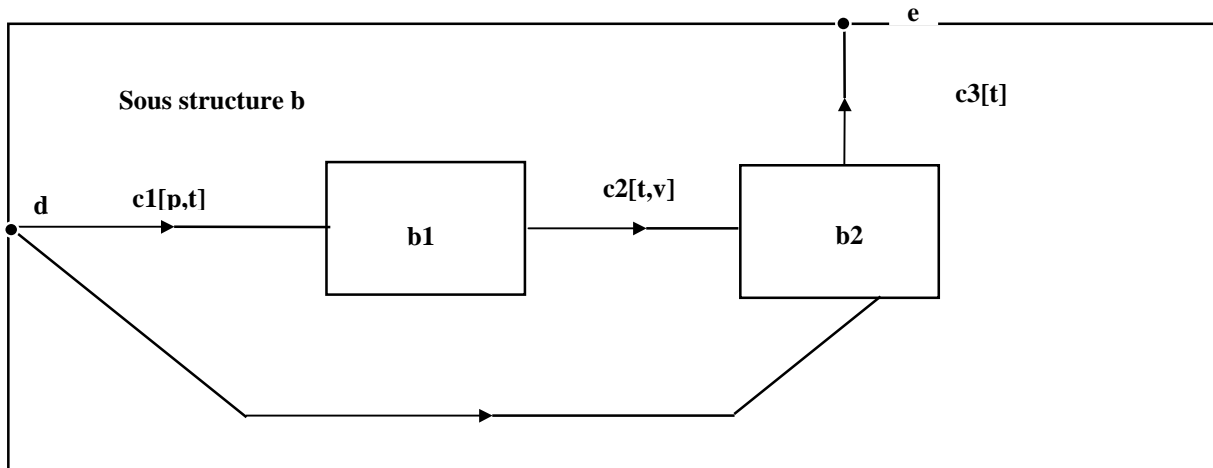 e
Sous structure b
c3[t]
d
c1[p,t]
c2[t,v]
b1
b2